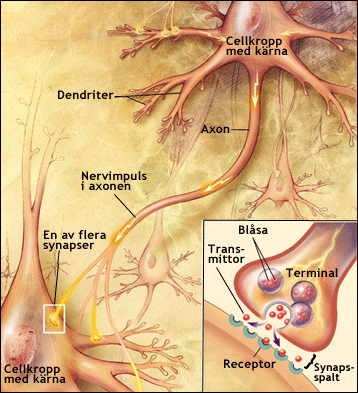 Cellkropp
med kärna
Dendriter
Axon
Nervimpuls
i axonen
En av flera
synapser
Cellkropp
med kärna
Blåsa
Trans-
mittor
Terminal
Receptor
Synaps-
spalt